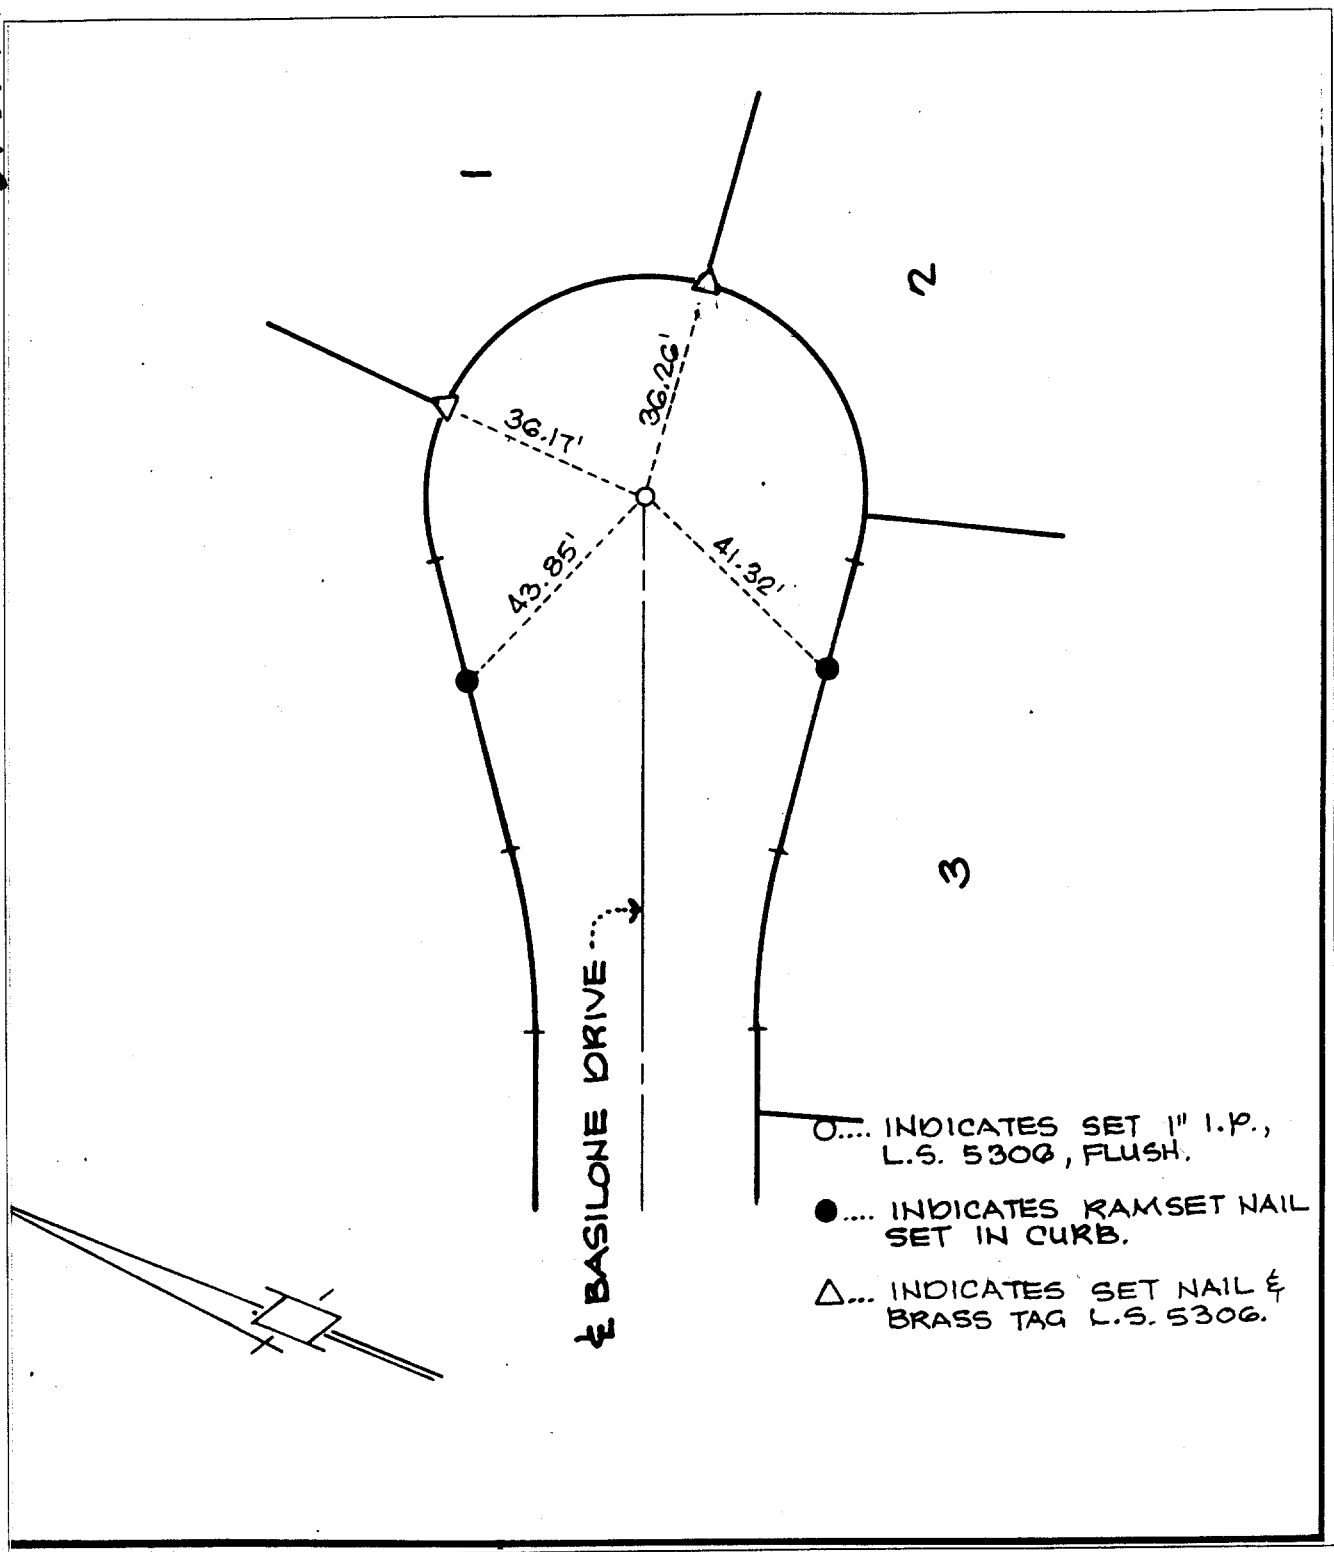 1
2
36.26'
36.17'
43.85'
41.32'
3
℄ BASILONE DRIVE
O.... INDICATES SET 1" I.P.,
L.S. 5306, FLUSH.
●.... INDICATES RAMSET NAIL
SET IN CURB.
△... INDICATES SET NAIL &
BRASS TAG L.S. 5306.